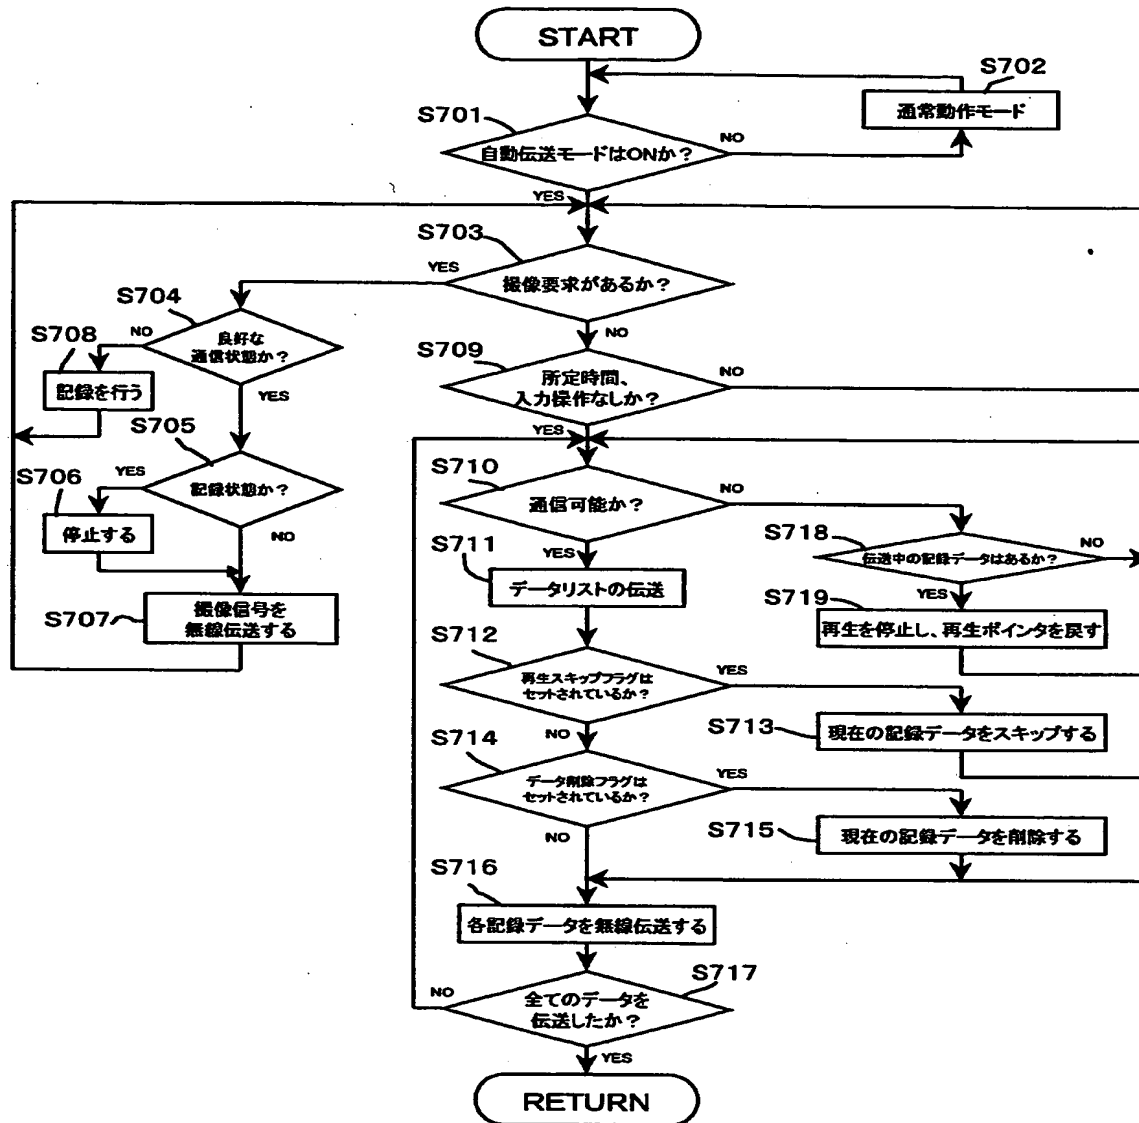 START
S702
通常動作モード
S701
自動伝送モードはONか？
NO
YES
S703
撮像要求があるか？
YES
NO
S704
良好な
通信状態か？
NO
YES
S708
記録を行う
S709
所定時間、
入力操作なしか？
NO
YES
S705
記録状態か？
YES
NO
S706
停止する
S707
撮像信号を
無線伝送する
S710
通信可能か？
NO
YES
S718
伝送中の記録データはあるか？
NO
YES
S711
データリストの伝送
S719
再生を停止し、再生ポインタを戻す
S712
再生スキップフラグは
セットされているか？
YES
NO
S713
現在の記録データをスキップする
S714
データ削除フラグは
セットされているか？
YES
NO
S715
現在の記録データを削除する
S716
各記録データを無線伝送する
S717
全てのデータを
伝送したか？
NO
YES
RETURN